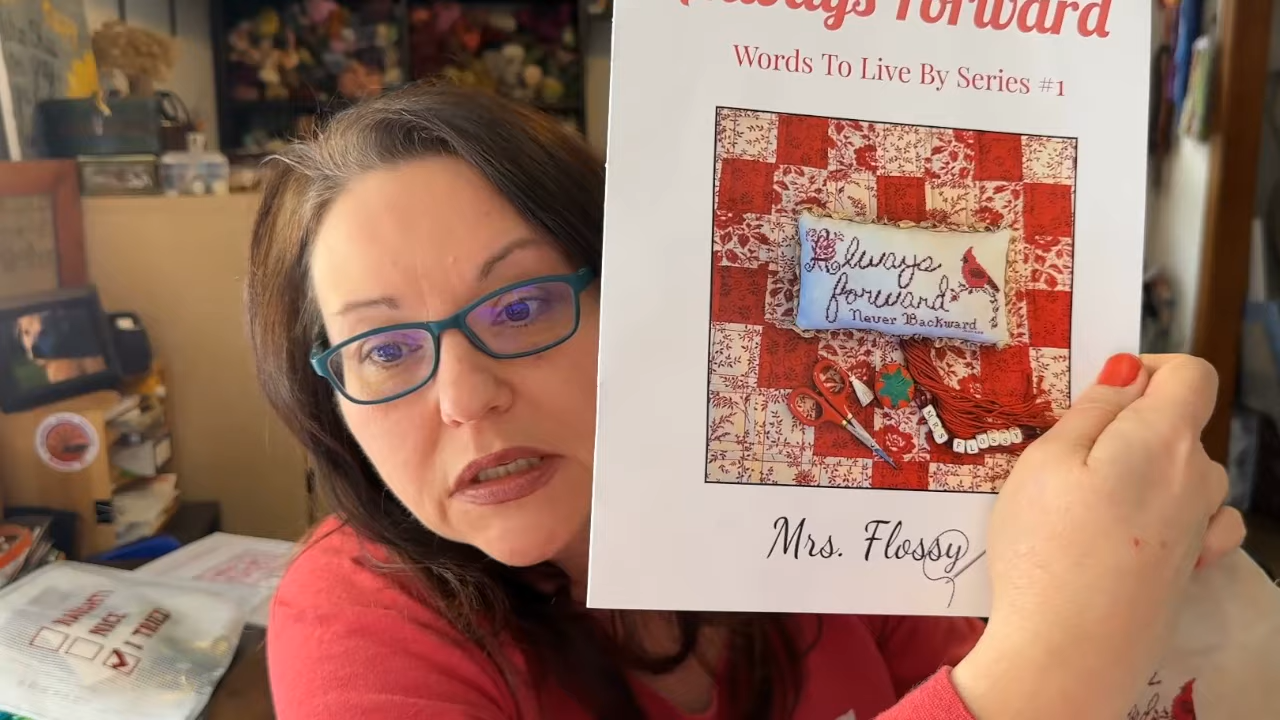 Always Forward
Words To Live By Series #1
Always
forward
Never Backward
MRS FLOSSY
Mrs. Flossy
NAUGHTY
NICE
I TRIED